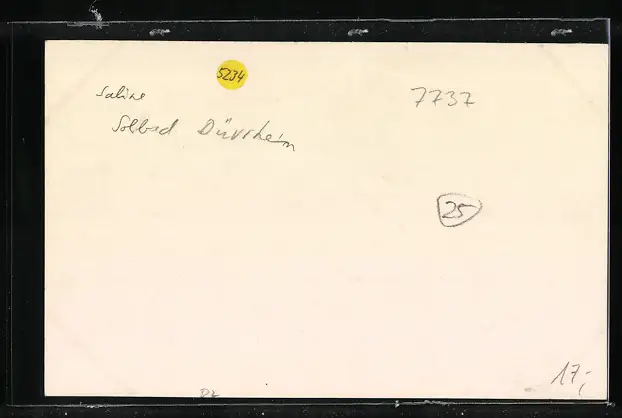 5234
Saline
7737
Solbad Dürrheim
25
17,-